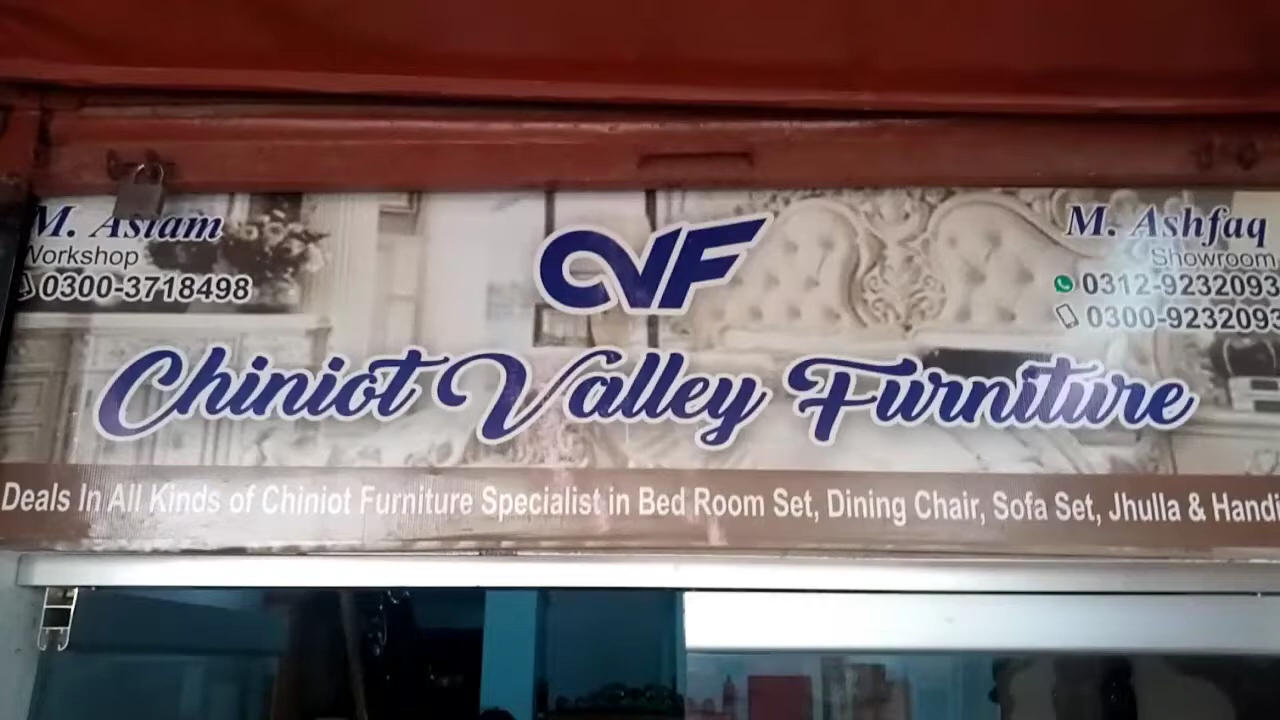 M. Aslam
Workshop
0300-3718498
CVF
M. Ashfaq
Showroom
0312-9232093
0300-9232093
Chiniot Valley Furniture
Deals In All Kinds of Chiniot Furniture Specialist in Bed Room Set, Dining Chair, Sofa Set, Jhulla & Handi